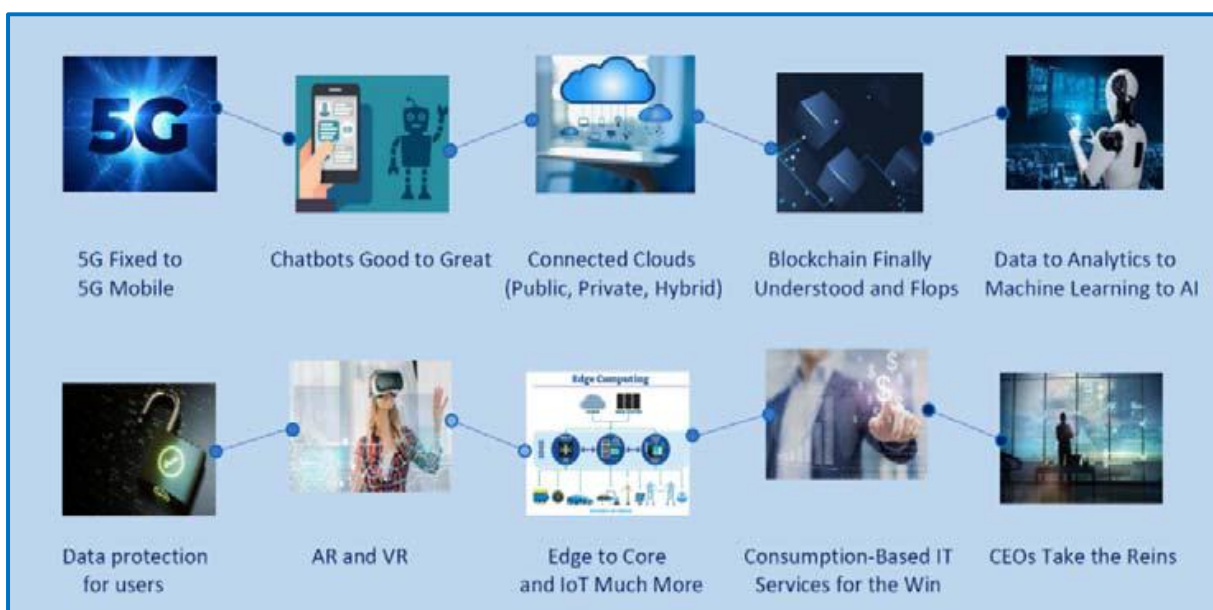 5G
5G Fixed to
5G Mobile
Chatbots Good to Great
Connected Clouds
(Public, Private, Hybrid)
Blockchain Finally
Understood and Flops
Data to Analytics to
Machine Learning to AI
Edge Computing
Data protection
for users
AR and VR
Edge to Core
and IoT Much More
Consumption-Based IT
Services for the Win
CEOs Take the Reins